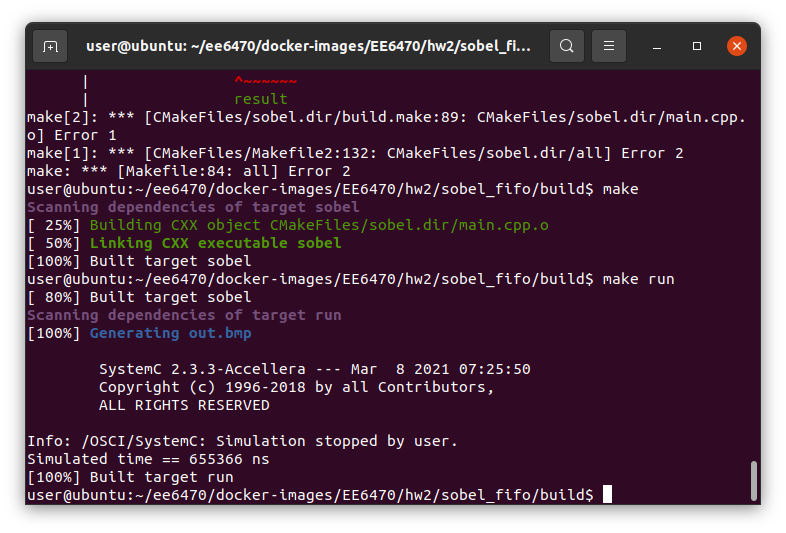 user@ubuntu: ~/ee6470/docker-images/EE6470/hw2/sobel_fi...
      |                ^~~~~~~
      |                result
make[2]: *** [CMakeFiles/sobel.dir/build.make:89: CMakeFiles/sobel.dir/main.cpp.
o] Error 1
make[1]: *** [CMakeFiles/Makefile2:132: CMakeFiles/sobel.dir/all] Error 2
make: *** [Makefile:84: all] Error 2
user@ubuntu:~/ee6470/docker-images/EE6470/hw2/sobel_fifo/build$ make
Scanning dependencies of target sobel
[ 25%] Building CXX object CMakeFiles/sobel.dir/main.cpp.o
[ 50%] Linking CXX executable sobel
[100%] Built target sobel
user@ubuntu:~/ee6470/docker-images/EE6470/hw2/sobel_fifo/build$ make run
[ 80%] Built target sobel
Scanning dependencies of target run
[100%] Generating out.bmp
        SystemC 2.3.3-Accellera --- Mar  8 2021 07:25:50
        Copyright (c) 1996-2018 by all Contributors,
        ALL RIGHTS RESERVED
Info: /OSCI/SystemC: Simulation stopped by user.
Simulated time == 655366 ns
[100%] Built target run
user@ubuntu:~/ee6470/docker-images/EE6470/hw2/sobel_fifo/build$